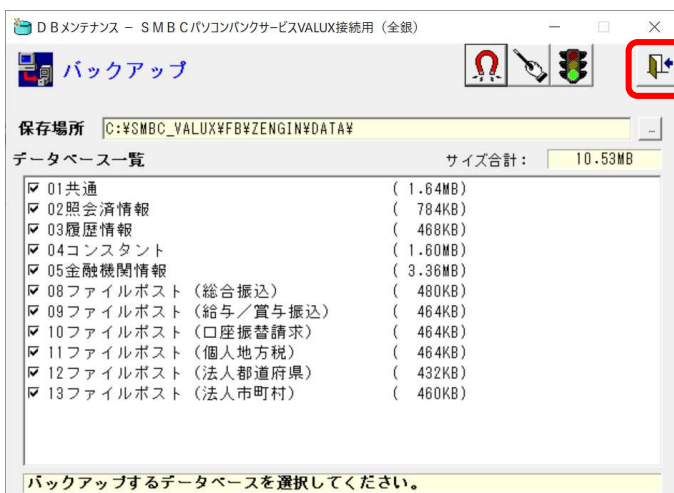 DBメンテナンス － SMBCパソコンバンクサービスVALUX接続用（全銀）
バックアップ
保存場所 C:¥SMBC_VALUX¥FB¥ZENGIN¥DATA¥ ...
データベース一覧 サイズ合計： 10.53MB
01共通 ( 1.64MB)
02照会済情報 ( 784KB)
03履歴情報 ( 468KB)
04コンスタント ( 1.60MB)
05金融機関情報 ( 3.36MB)
08ファイルポスト（総合振込） ( 480KB)
09ファイルポスト（給与／賞与振込） ( 464KB)
10ファイルポスト（口座振替請求） ( 464KB)
11ファイルポスト（個人地方税） ( 464KB)
12ファイルポスト（法人都道府県） ( 432KB)
13ファイルポスト（法人市町村） ( 460KB)
バックアップするデータベースを選択してください。